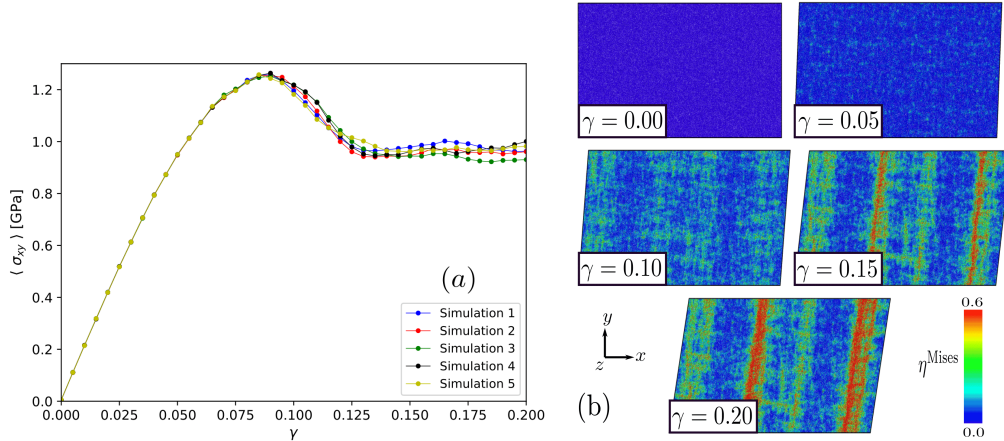 ⟨ σxy ⟩ [GPa]
1.2
1.0
0.8
0.6
0.4
0.2
0.0
0.000 0.025 0.050 0.075 0.100 0.125 0.150 0.175 0.200
γ
(a)
Simulation 1
Simulation 2
Simulation 3
Simulation 4
Simulation 5
γ = 0.00
γ = 0.05
γ = 0.10
γ = 0.15
γ = 0.20
y
z
x
(b)
0.6
ηMises
0.0